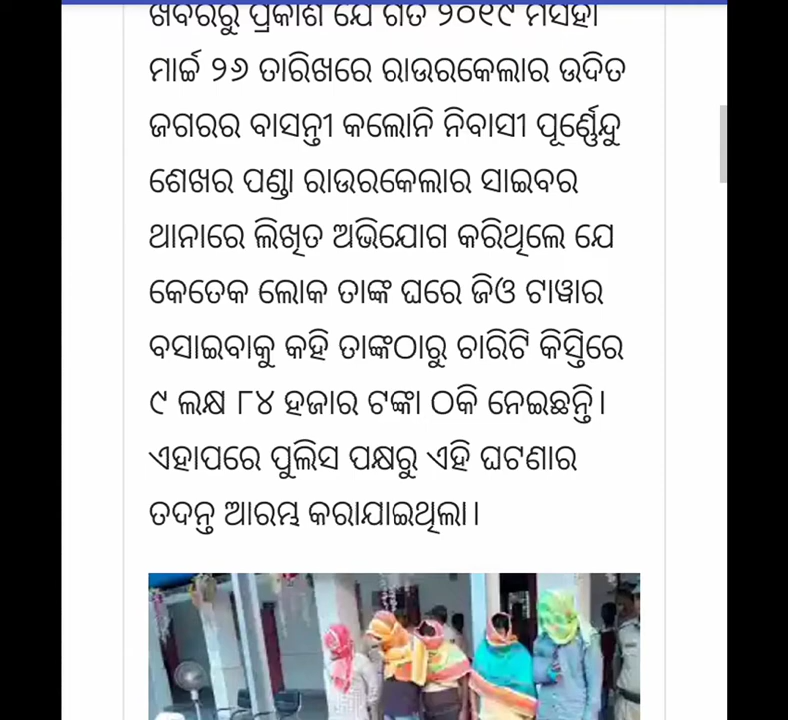 ଖବରରୁ ପ୍ରକାଶ ଯେ ଗତ ୨୦୧୯ ମସିହା
ମାର୍ଚ୍ଚ ୨୬ ତାରିଖରେ ରାଉରକେଲାର ଉଦିତ
ଜଗରର ବାସନ୍ତୀ କଲୋନି ନିବାସୀ ପୂର୍ଣ୍ଣେନ୍ଦୁ
ଶେଖର ପଣ୍ଡା ରାଉରକେଲାର ସାଇବର
ଥାନାରେ ଲିଖିତ ଅଭିଯୋଗ କରିଥିଲେ ଯେ
କେତେକ ଲୋକ ତାଙ୍କ ଘରେ ଜିଓ ଟାୱାର
ବସାଇବାକୁ କହି ତାଙ୍କଠାରୁ ଚାରିଟି କିସ୍ତିରେ
୯ ଲକ୍ଷ ୮୪ ହଜାର ଟଙ୍କା ଠକି ନେଇଛନ୍ତି।
ଏହାପରେ ପୁଲିସ ପକ୍ଷରୁ ଏହି ଘଟଣାର
ତଦନ୍ତ ଆରମ୍ଭ କରାଯାଇଥିଲା।